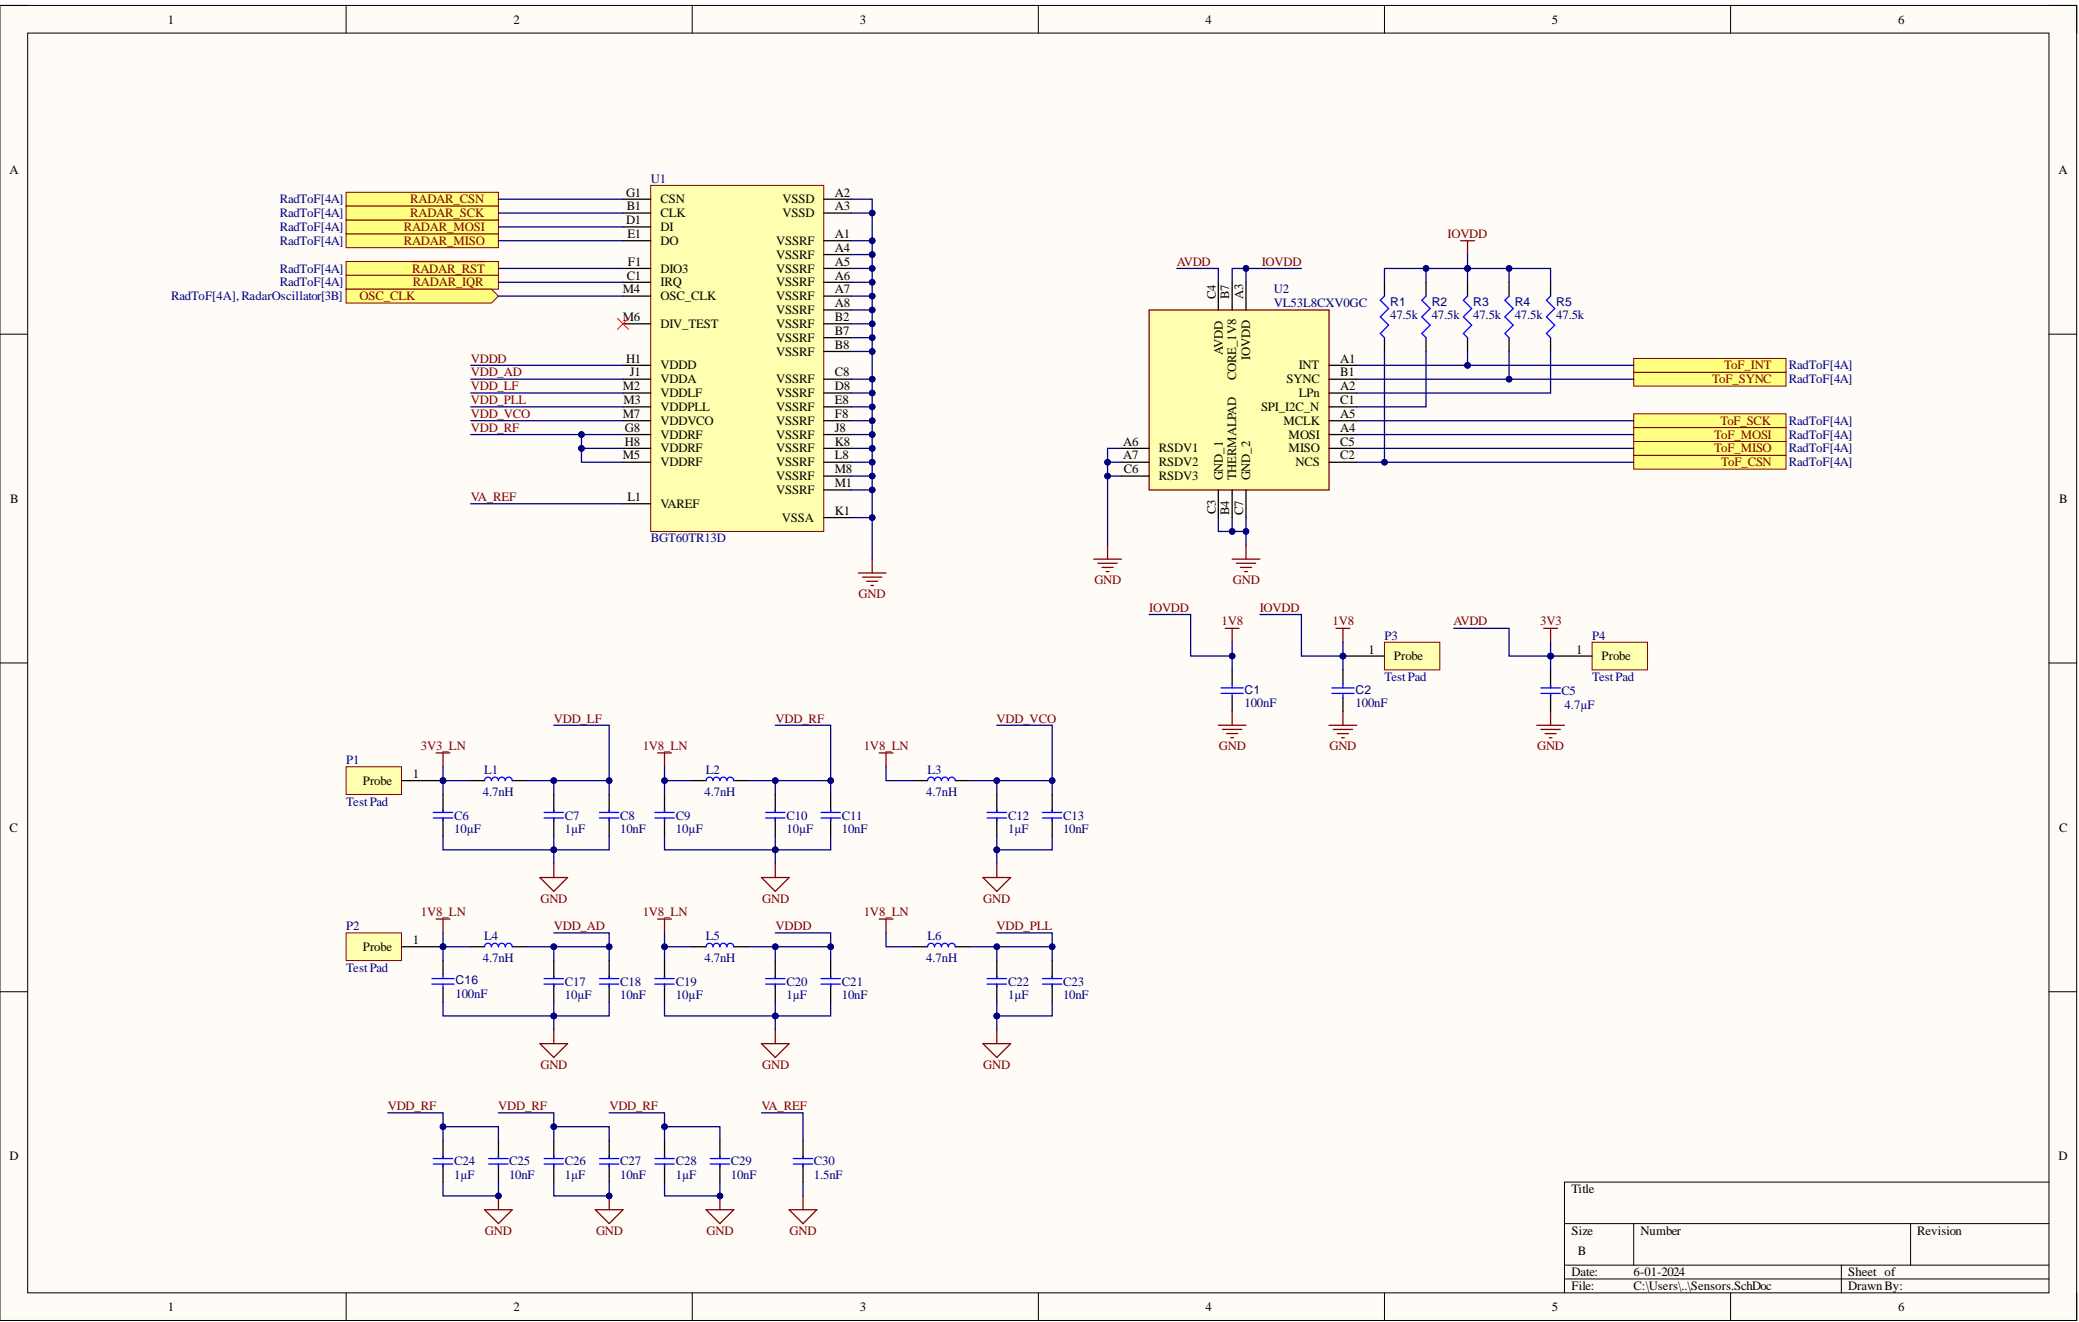 1 2 3 4 5 6
A A
B B
C C
D D
U1
RadToF[4A] RADAR_CSN G1 CSN VSSD A2
RadToF[4A] RADAR_SCK B1 CLK VSSD A3
RadToF[4A] RADAR_MOSI D1 DI
RadToF[4A] RADAR_MISO E1 DO VSSRF A1
VSSRF A4
RadToF[4A] RADAR_RST F1 DIO3 VSSRF A5
RadToF[4A] RADAR_IQR C1 IRQ VSSRF A6
RadToF[4A], RadarOscillator[3B] OSC_CLK M4 OSC_CLK VSSRF A7
VSSRF A8
M6 DIV_TEST VSSRF B2
VSSRF B7
VSSRF B8
VDDD H1 VDDD
VDD_AD J1 VDDA VSSRF C8
VDD_LF M2 VDDLF VSSRF D8
VDD_PLL M3 VDDPLL VSSRF E8
VDD_VCO M7 VDDVCO VSSRF F8
VDD_RF G8 VDDRF VSSRF J8
H8 VDDRF VSSRF K8
M5 VDDRF VSSRF L8
VSSRF M8
VSSRF M1
VA_REF L1 VAREF
VSSA K1
BGT60TR13D
GND
IOVDD
AVDD IOVDD
C4 B7 A3
U2
VL53L8CXV0GC
AVDD CORE_1V8 IOVDD
R1 R2 R3 R4 R5
47.5k 47.5k 47.5k 47.5k 47.5k
INT A1 ToF_INT RadToF[4A]
SYNC B1 ToF_SYNC RadToF[4A]
LPn A2
SPI_I2C_N C1
MCLK A5 ToF_SCK RadToF[4A]
MOSI A4 ToF_MOSI RadToF[4A]
A6 RSDV1 MISO C5 ToF_MISO RadToF[4A]
A7 RSDV2 NCS C2 ToF_CSN RadToF[4A]
C6 RSDV3
GND_1 THERMALPAD GND_2
C3 B4 C7
GND GND
IOVDD IOVDD AVDD
1V8 1V8 3V3
P3 P4
1 Probe 1 Probe
Test Pad Test Pad
C1 C2 C5
100nF 100nF 4.7µF
GND GND GND
VDD_LF VDD_RF VDD_VCO
3V3_LN 1V8_LN 1V8_LN
P1
Probe 1 L1 L2 L3
Test Pad 4.7nH 4.7nH 4.7nH
C6 C7 C8 C9 C10 C11 C12 C13
10µF 1µF 10nF 10µF 10µF 10nF 1µF 10nF
GND GND GND
1V8_LN 1V8_LN 1V8_LN
P2 VDD_AD VDDD VDD_PLL
Probe 1 L4 L5 L6
Test Pad 4.7nH 4.7nH 4.7nH
C16 C17 C18 C19 C20 C21 C22 C23
100nF 10µF 10nF 10µF 1µF 10nF 1µF 10nF
GND GND GND
VDD_RF VDD_RF VDD_RF VA_REF
C24 C25 C26 C27 C28 C29 C30
1µF 10nF 1µF 10nF 1µF 10nF 1.5nF
GND GND GND GND
Title
Size Number Revision
B
Date: 6-01-2024 Sheet of
File: C:\Users\..\Sensors.SchDoc Drawn By:
1 2 3 4 5 6